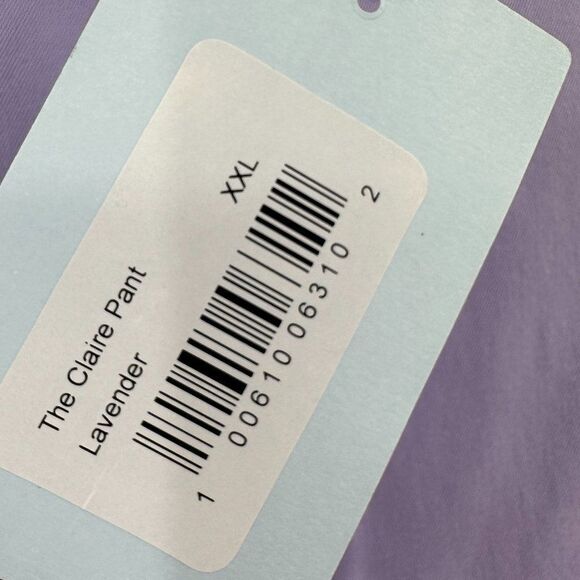 The Claire Pant
Lavender
XXL
1 00610 06310 2